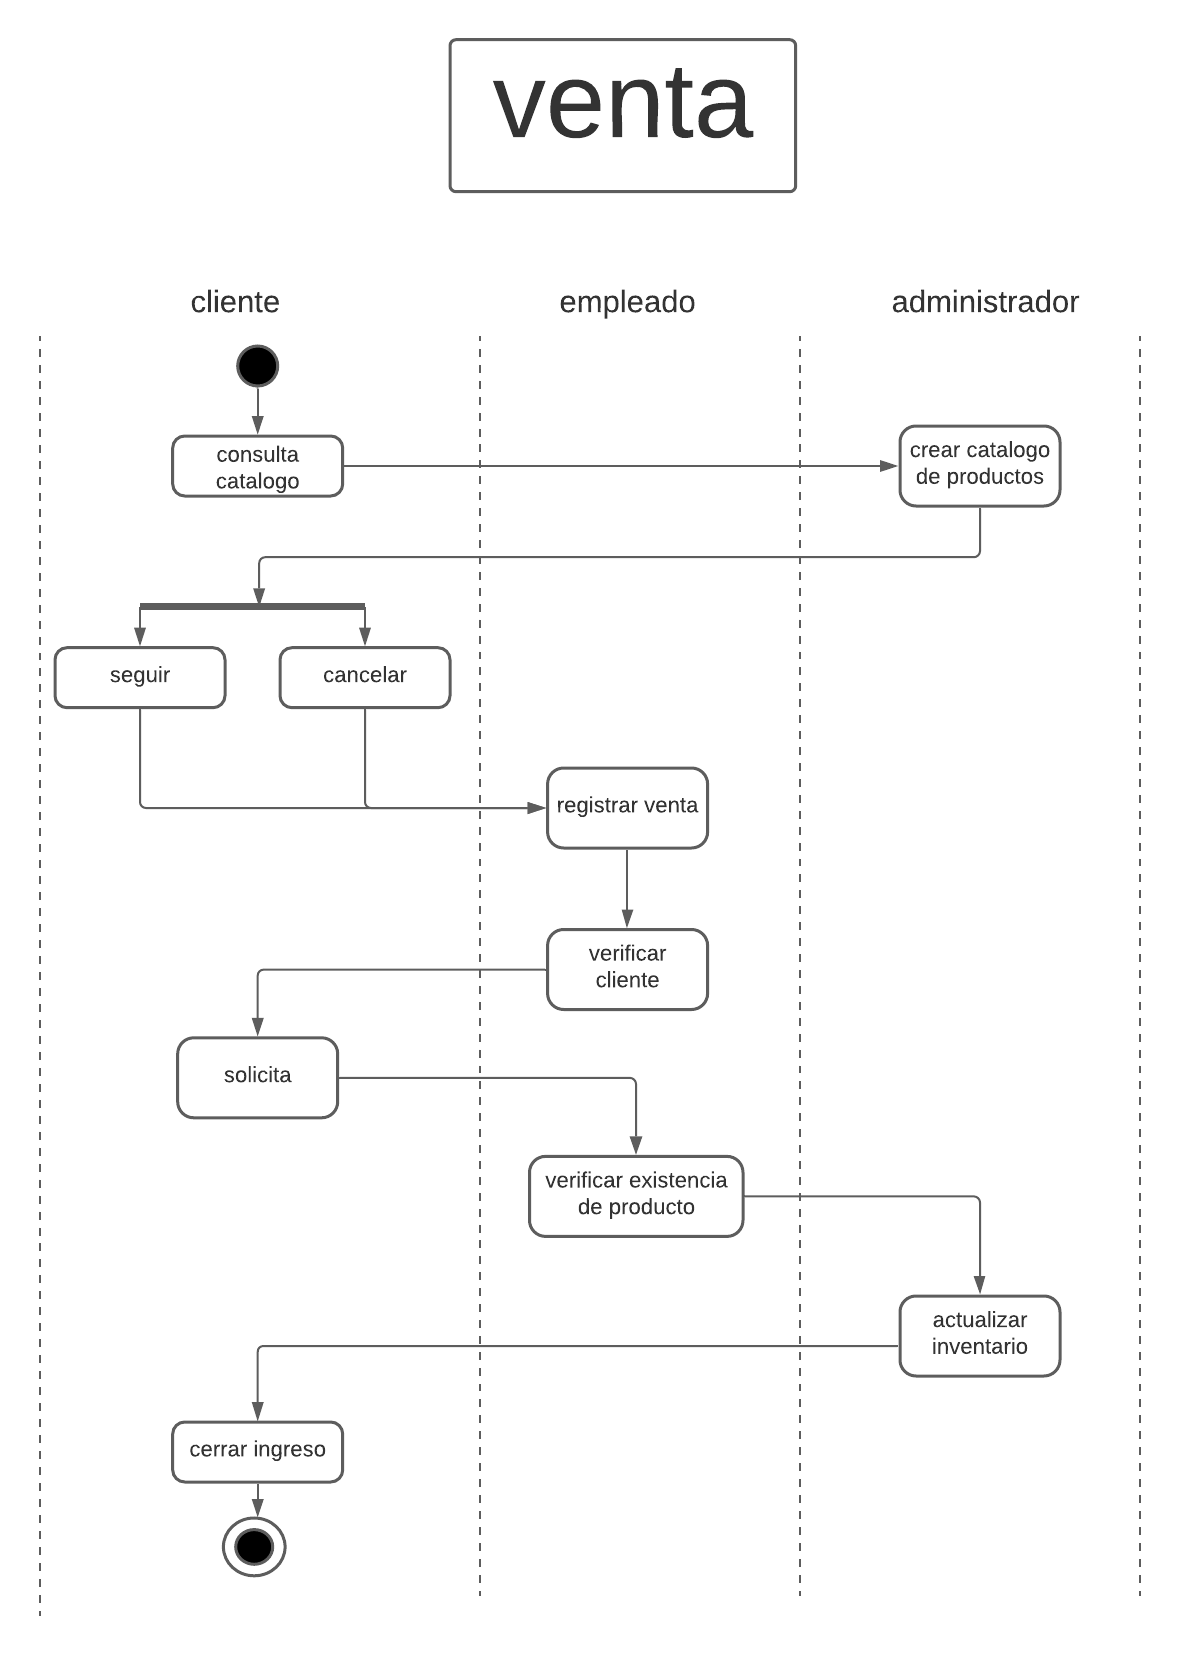 venta
cliente
empleado
administrador
consulta
catalogo
crear catalogo
de productos
seguir
cancelar
registrar venta
verificar
cliente
solicita
verificar existencia
de producto
actualizar
inventario
cerrar ingreso